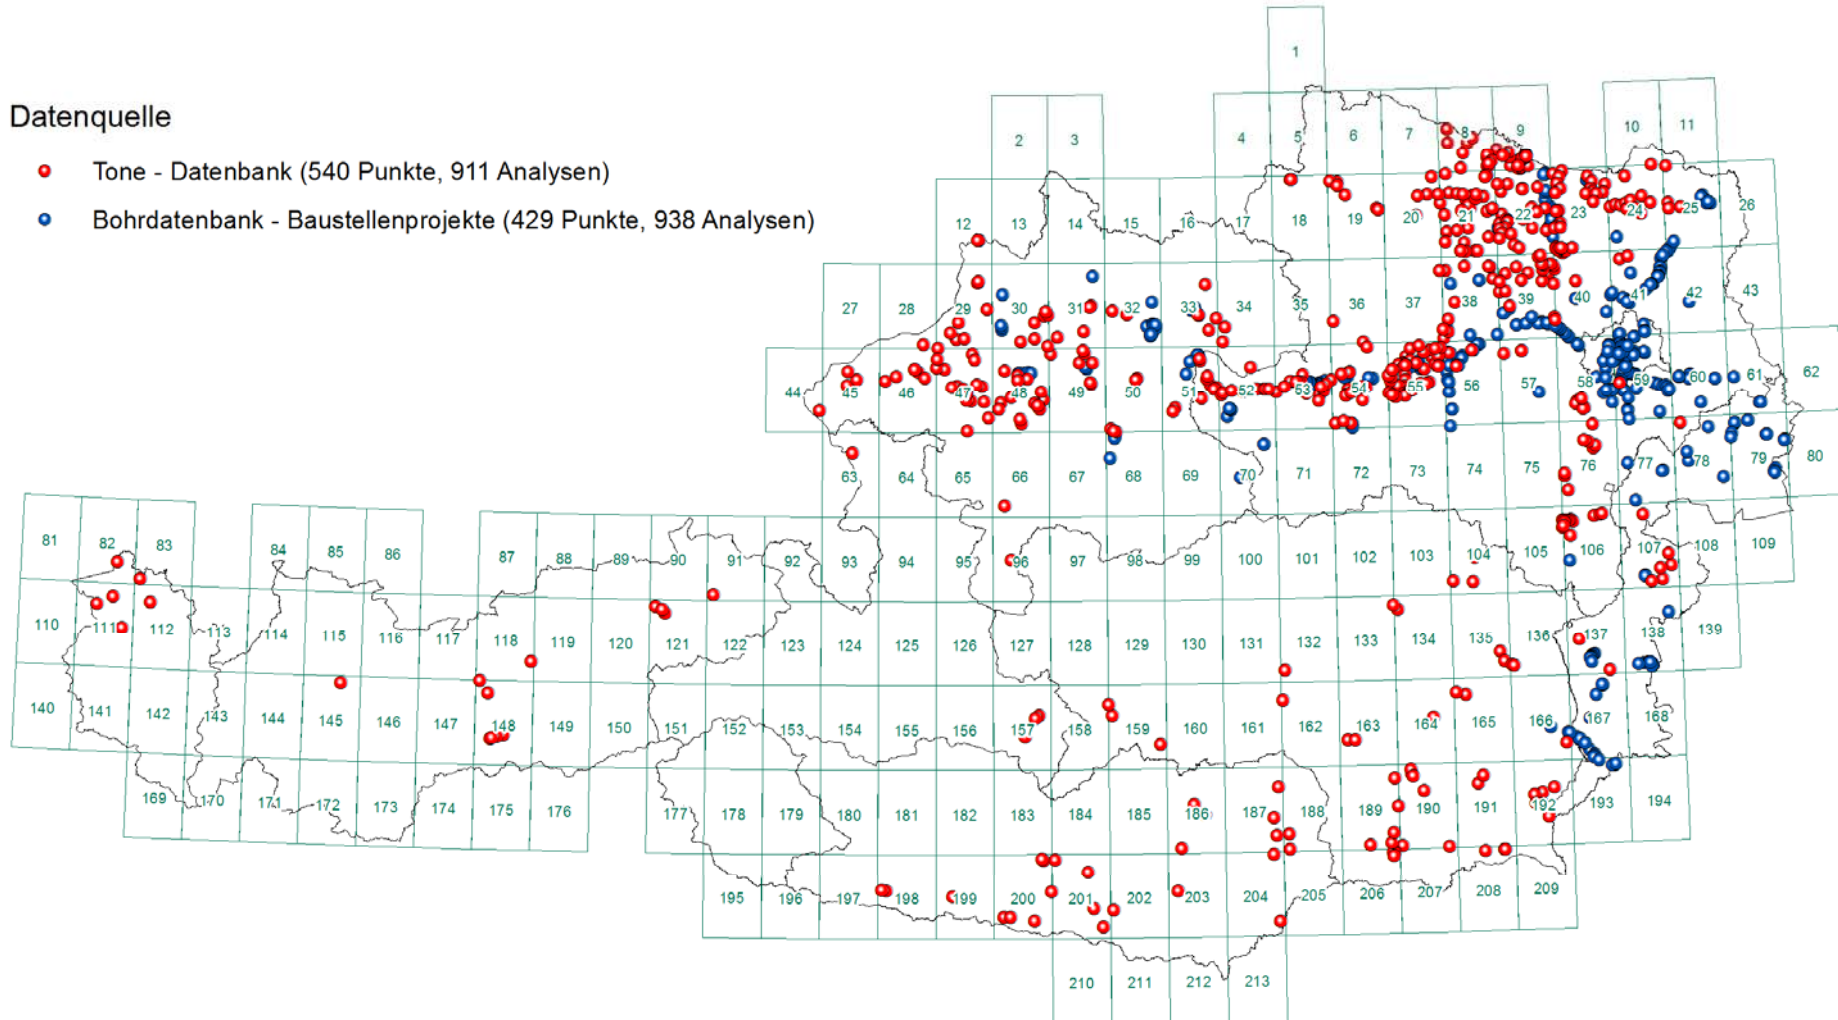 Datenquelle
Tone - Datenbank (540 Punkte, 911 Analysen)
Bohrdatenbank - Baustellenprojekte (429 Punkte, 938 Analysen)
1
2 3 4 5 6 7 8 9 10 11
12 13 14 15 16 17 18 19 20 21 22 23 24 25 26
27 28 29 30 31 32 33 34 35 36 37 38 39 40 41 42 43
44 45 46 47 48 49 50 51 52 53 54 55 56 57 58 59 60 61 62
63 64 65 66 67 68 69 70 71 72 73 74 75 76 77 78 79 80
81 82 83 84 85 86 87 88 89 90 91 92 93 94 95 96 97 98 99 100 101 102 103 104 105 106 107 108 109
110 111 112 113 114 115 116 117 118 119 120 121 122 123 124 125 126 127 128 129 130 131 132 133 134 135 136 137 138 139
140 141 142 143 144 145 146 147 148 149 150 151 152 153 154 155 156 157 158 159 160 161 162 163 164 165 166 167 168
169 170 171 172 173 174 175 176 177 178 179 180 181 182 183 184 185 186 187 188 189 190 191 192 193 194
195 196 197 198 199 200 201 202 203 204 205 206 207 208 209
210 211 212 213